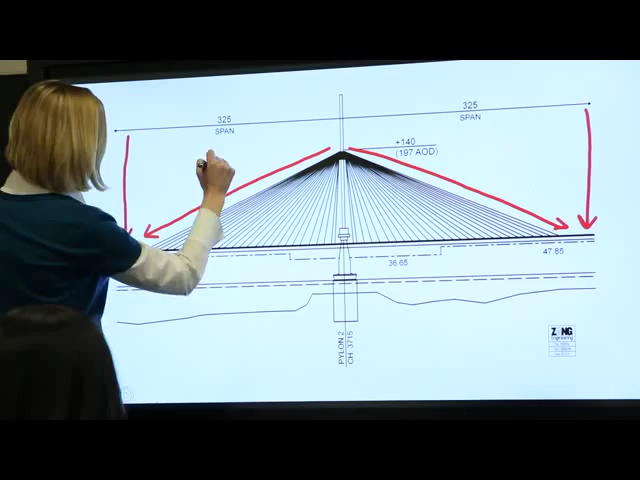 325
SPAN
325
SPAN
+140
(197 AOD)
36.65
47.85
PYLON 2
CH. 3715
ZNG
Engineering